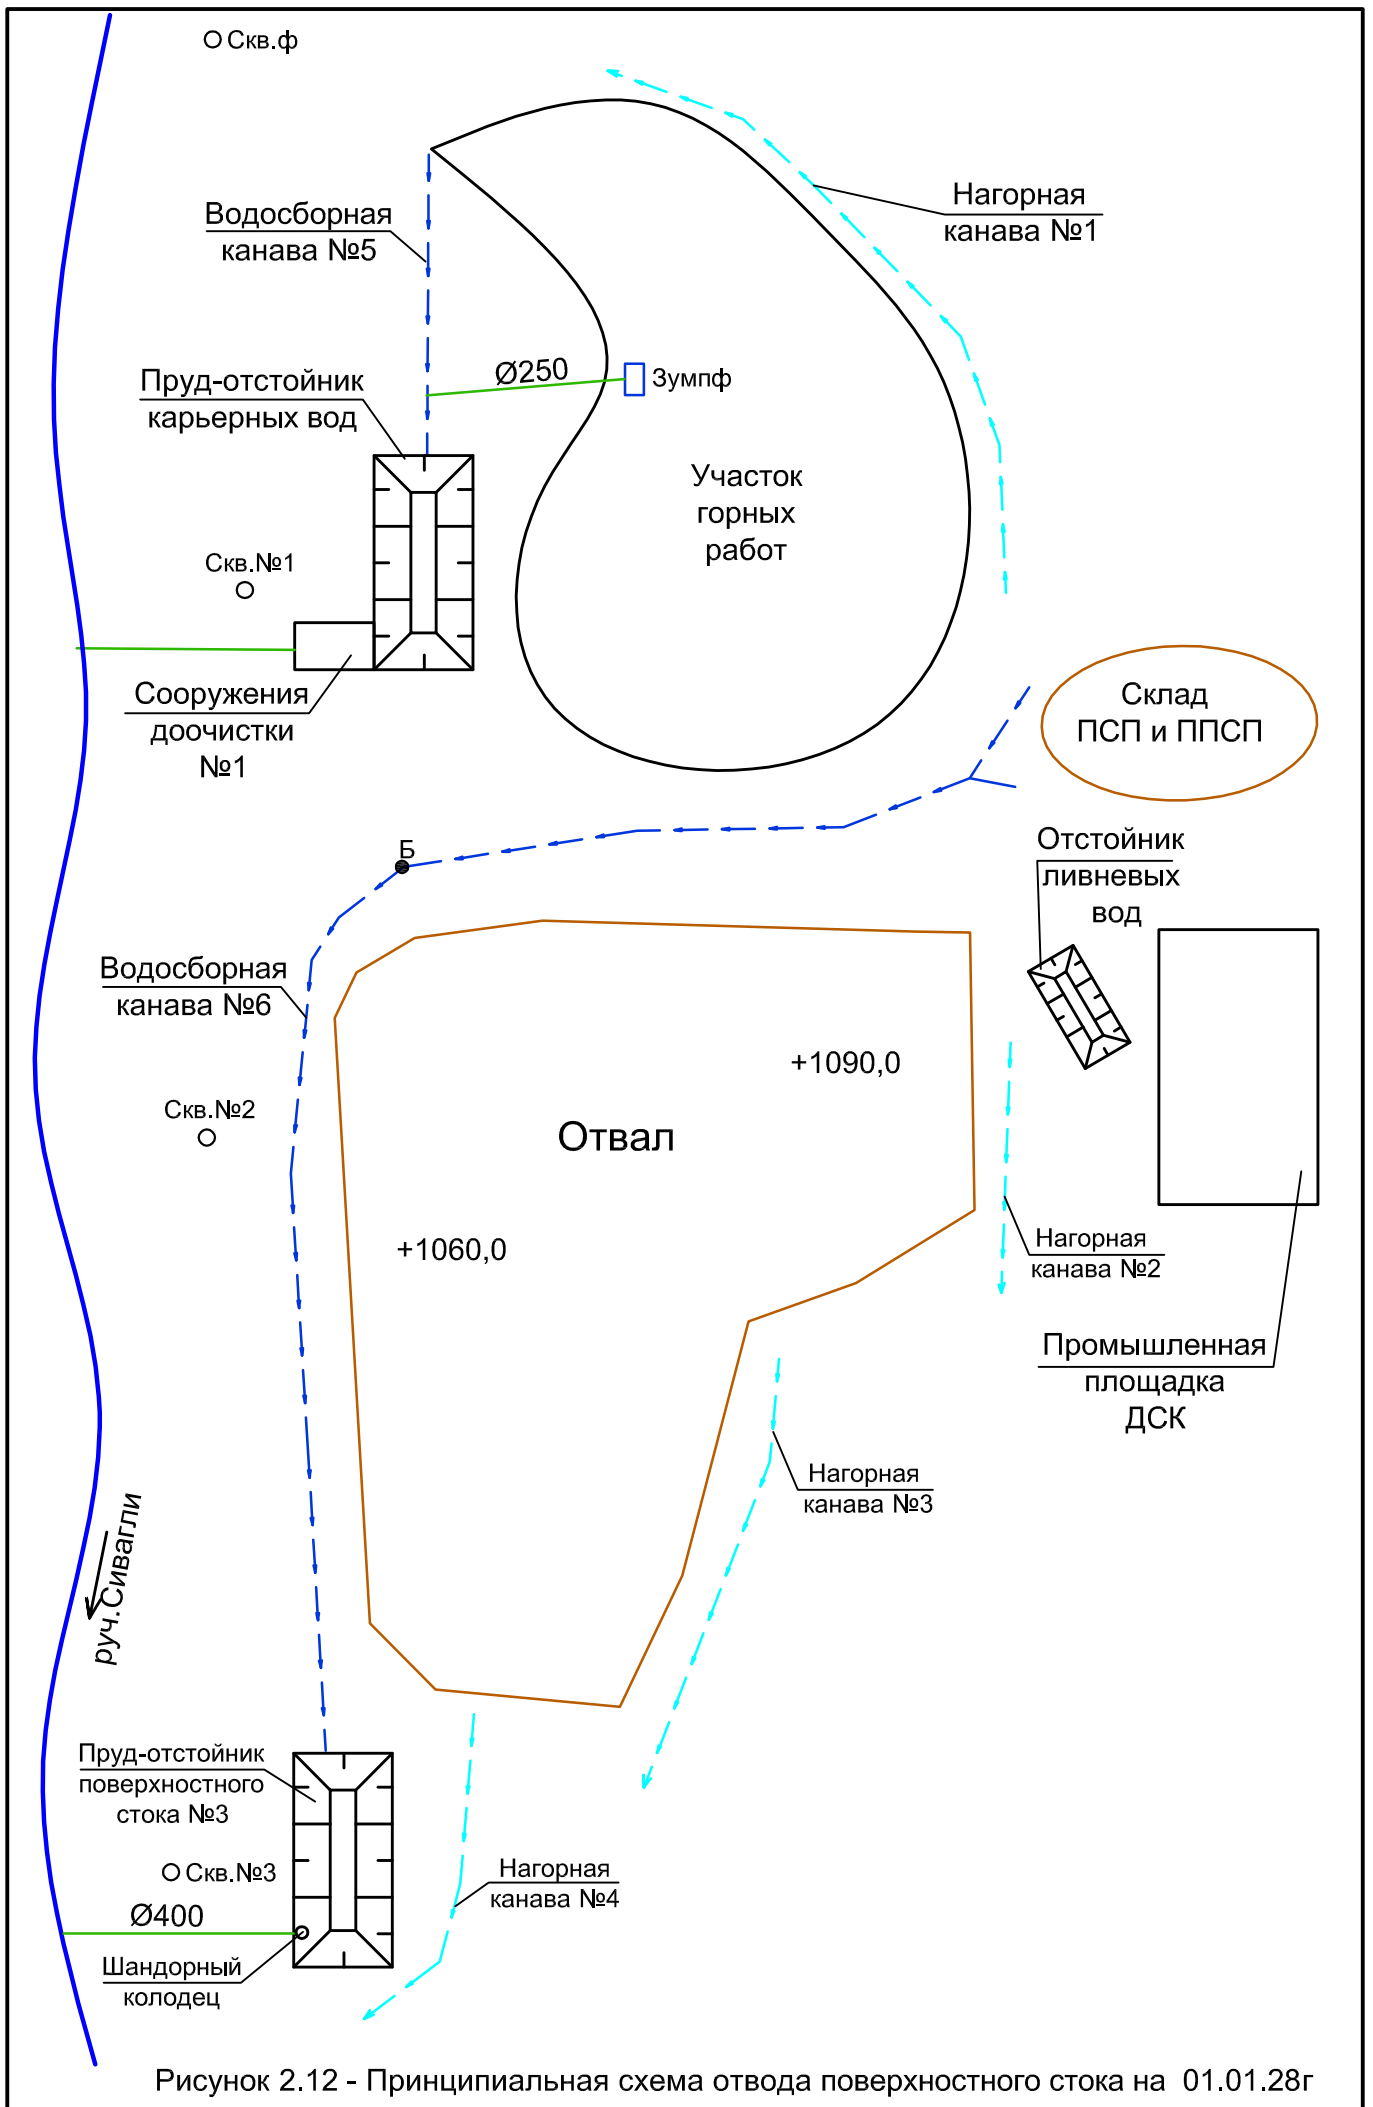 Скв.ф
Нагорная
канава №1
Водосборная
канава №5
Ø250
Зумпф
Пруд-отстойник
карьерных вод
Участок
горных
работ
Скв.№1
Сооружения
доочистки
№1
Склад
ПСП и ППСП
Б
Отстойник
ливневых
вод
Водосборная
канава №6
+1090,0
Скв.№2
Отвал
+1060,0
Нагорная
канава №2
Промышленная
площадка
ДСК
Нагорная
канава №3
руч.Сивагли
Пруд-отстойник
поверхностного
стока №3
Скв.№3
Нагорная
канава №4
Ø400
Шандорный
колодец
Рисунок 2.12 - Принципиальная схема отвода поверхностного стока на 01.01.28г